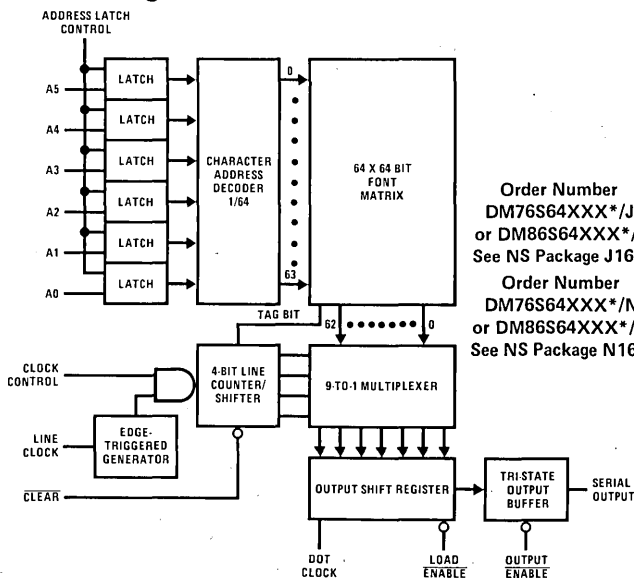 ADDRESS LATCH
CONTROL
A5
LATCH
A4
LATCH
A3
LATCH
A2
LATCH
A1
LATCH
A0
LATCH
CHARACTER
ADDRESS
DECODER
1/64
0
63
64 X 64 BIT
FONT
MATRIX
Order Number
DM76S64XXX*/J
or DM86S64XXX*/
See NS Package J16
Order Number
DM76S64XXX*/N
or DM86S64XXX*/
See NS Package N16
TAG BIT
62
0
CLOCK
CONTROL
4-BIT LINE
COUNTER/
SHIFTER
9-TO-1 MULTIPLEXER
LINE
CLOCK
EDGE-
TRIGGERED
GENERATOR
CLEAR
OUTPUT SHIFT REGISTER
TRI-STATE
OUTPUT
BUFFER
SERIAL
OUTPUT
DOT
CLOCK
LOAD
ENABLE
OUTPUT
ENABLE